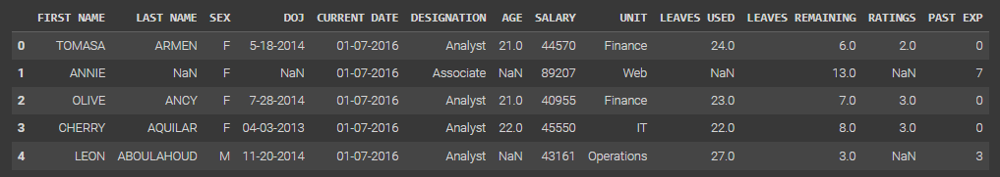 FIRST NAME LAST NAME SEX DOJ CURRENT DATE DESIGNATION AGE SALARY UNIT LEAVES USED LEAVES REMAINING RATINGS PAST EXP
0 TOMASA ARMEN F 5-18-2014 01-07-2016 Analyst 21.0 44570 Finance 24.0 6.0 2.0 0
1 ANNIE NaN F NaN 01-07-2016 Associate NaN 89207 Web NaN 13.0 NaN 7
2 OLIVE ANCY F 7-28-2014 01-07-2016 Analyst 21.0 40955 Finance 23.0 7.0 3.0 0
3 CHERRY AQUILAR F 04-03-2013 01-07-2016 Analyst 22.0 45550 IT 22.0 8.0 3.0 0
4 LEON ABOULAHOUD M 11-20-2014 01-07-2016 Analyst NaN 43161 Operations 27.0 3.0 NaN 3